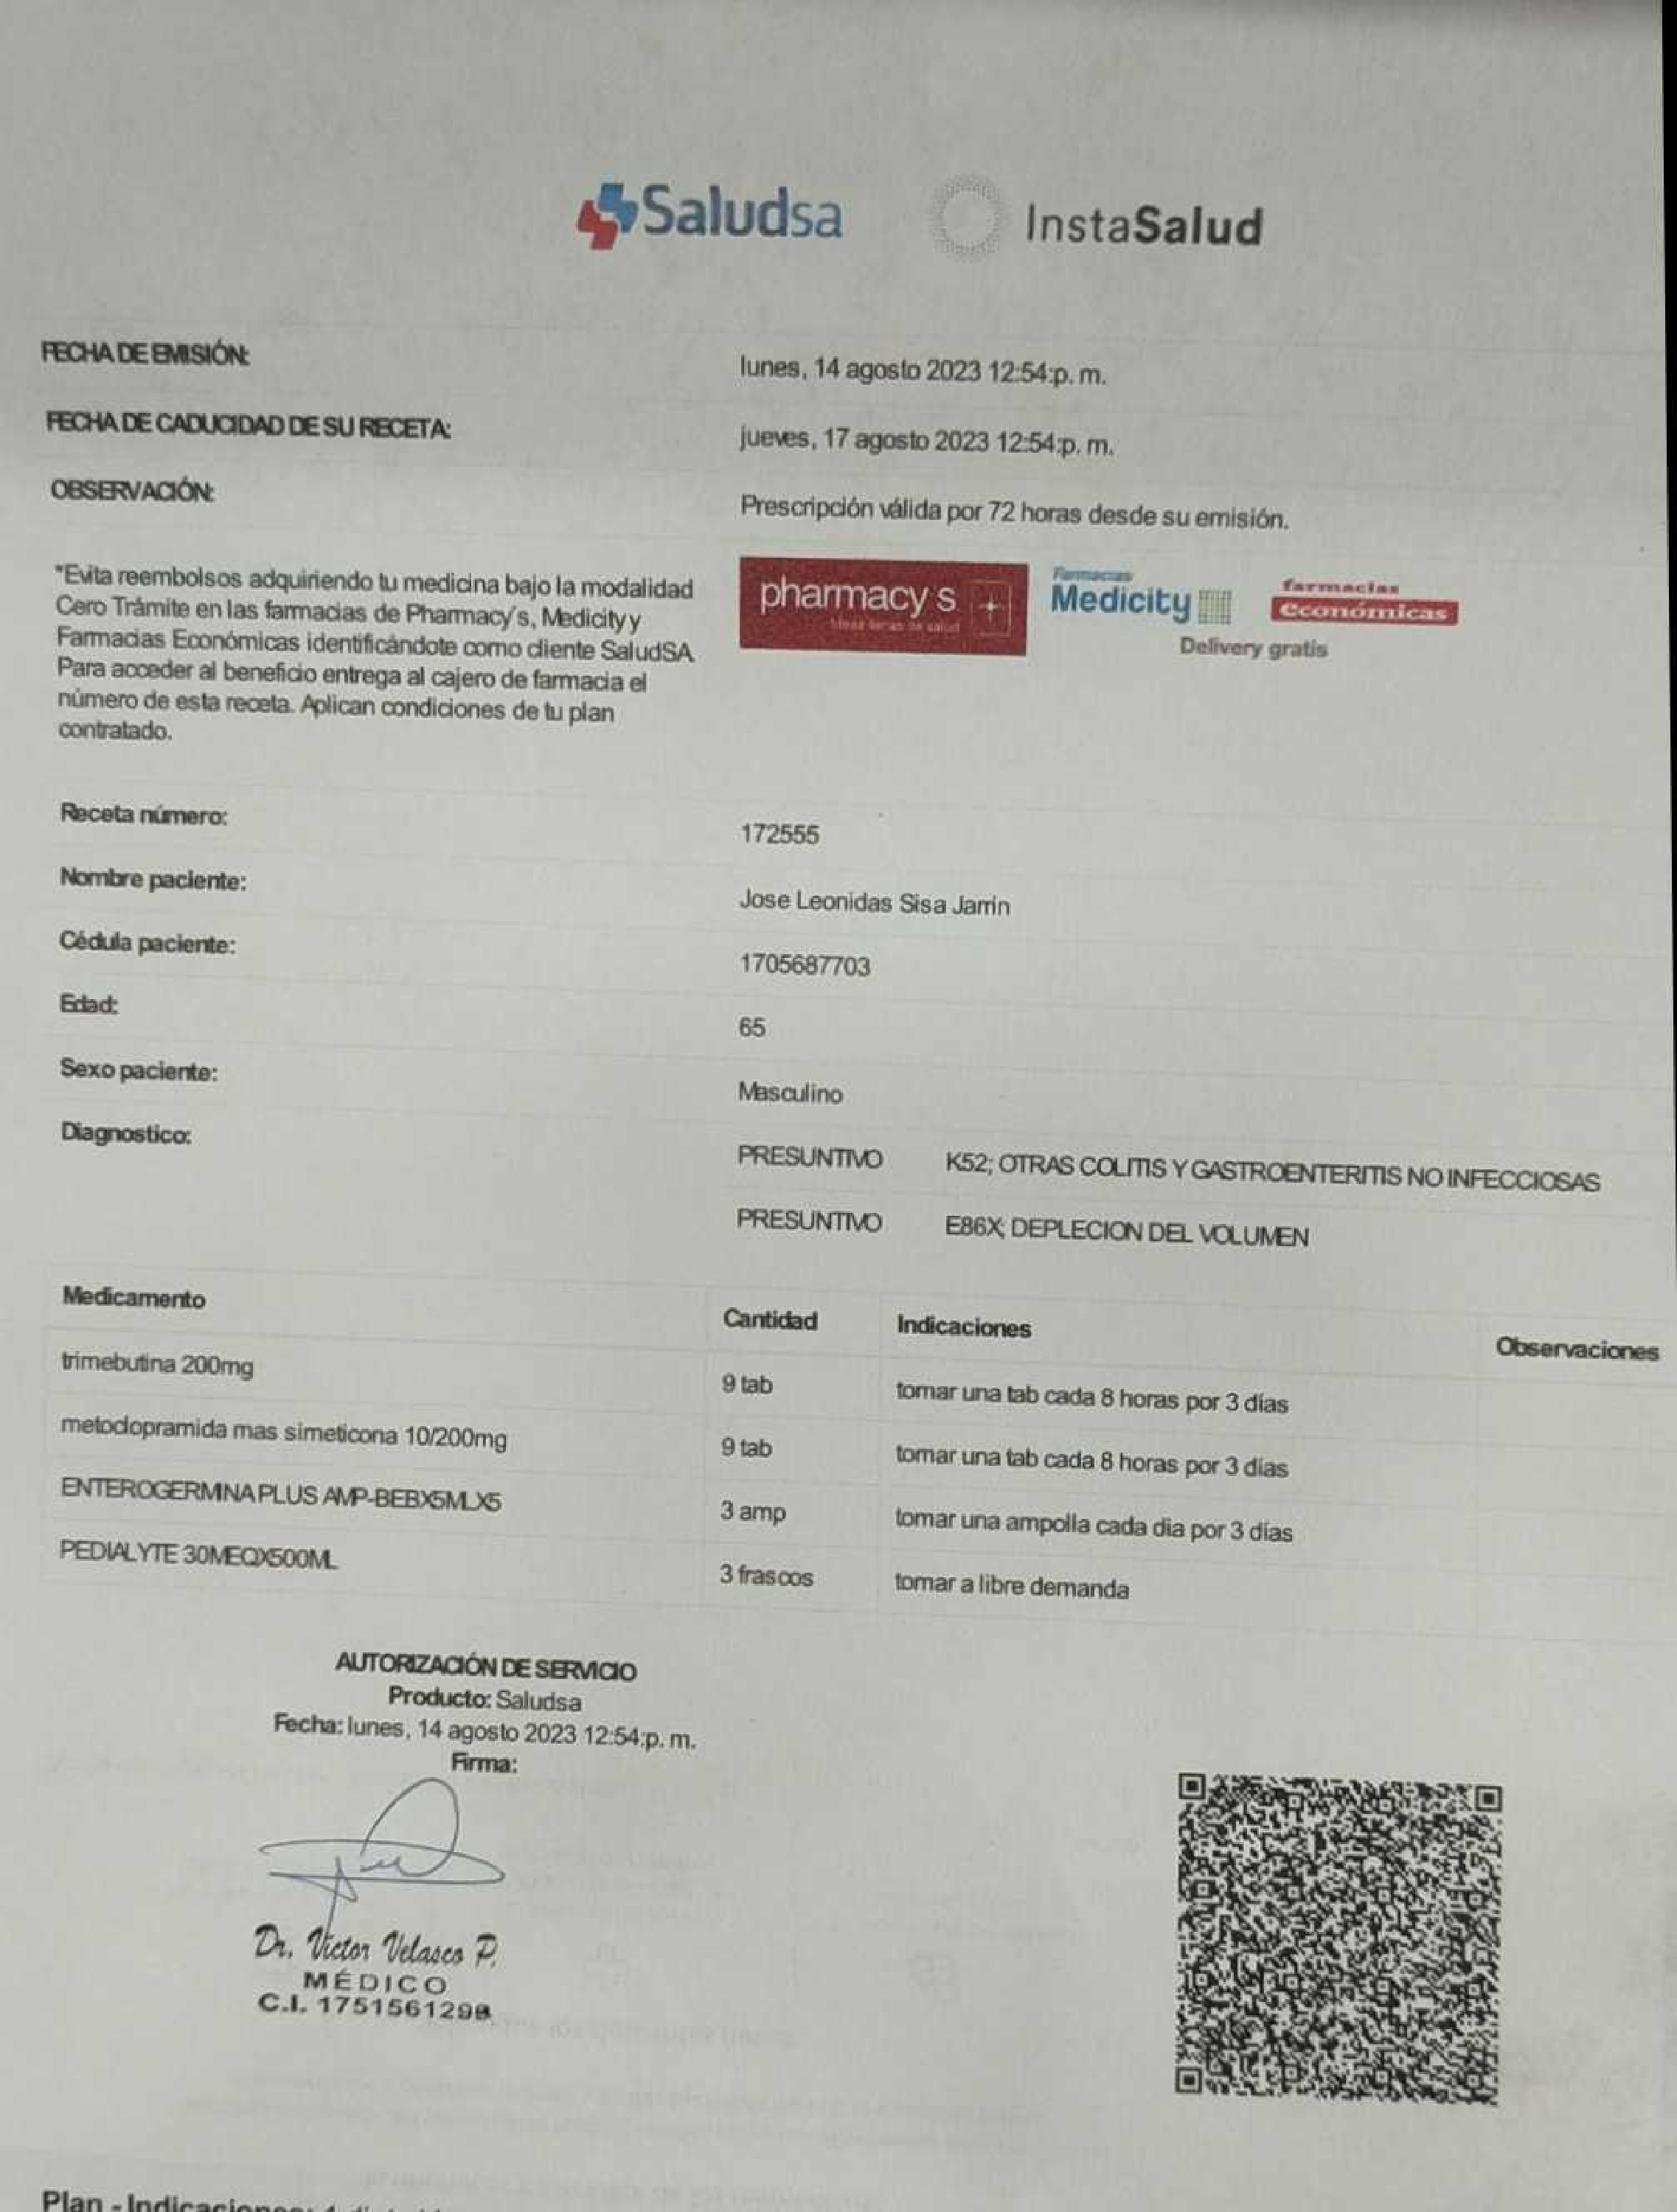 Saludsa InstaSalud
FECHA DE EMISIÓN: lunes, 14 agosto 2023 12:54:p. m.
FECHA DE CADUCIDAD DE SU RECETA: jueves, 17 agosto 2023 12:54:p. m.
OBSERVACIÓN: Prescripción válida por 72 horas desde su emisión.
*Evita reembolsos adquiriendo tu medicina bajo la modalidad
Cero Trámite en las farmacias de Pharmacy's, Medicity y
Farmacias Económicas identificándote como cliente SaludSA.
Para acceder al beneficio entrega al cajero de farmacia el
número de esta receta. Aplican condiciones de tu plan
contratado.
pharmacy's
Farmacias
Medicity
farmacias
económicas
Delivery gratis
Receta número: 172555
Nombre paciente: Jose Leonidas Sisa Jarrin
Cédula paciente: 1705687703
Edad: 65
Sexo paciente: Masculino
Diagnostico: PRESUNTIVO K52; OTRAS COLITIS Y GASTROENTERITIS NO INFECCIOSAS
PRESUNTIVO E86X; DEPLECION DEL VOLUMEN
Medicamento Cantidad Indicaciones Observaciones
trimebutina 200mg 9 tab tomar una tab cada 8 horas por 3 días
metoclopramida mas simeticona 10/200mg 9 tab tomar una tab cada 8 horas por 3 días
ENTEROGERMINA PLUS AMP-BEBX5MLX5 3 amp tomar una ampolla cada dia por 3 días
PEDIALYTE 30MEQX500ML 3 frascos tomar a libre demanda
AUTORIZACIÓN DE SERVICIO
Producto: Saludsa
Fecha: lunes, 14 agosto 2023 12:54:p. m.
Firma:
Dr. Victor Velasco P.
MÉDICO
C.I. 1751561298
Plan - Indicaciones: